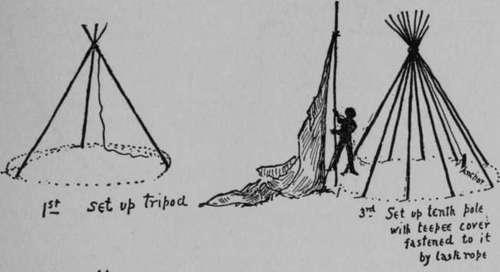 1st set up tripod
Anchor
3rd Set up tenth pole
with teepee cover
fastened to it
by lash rope